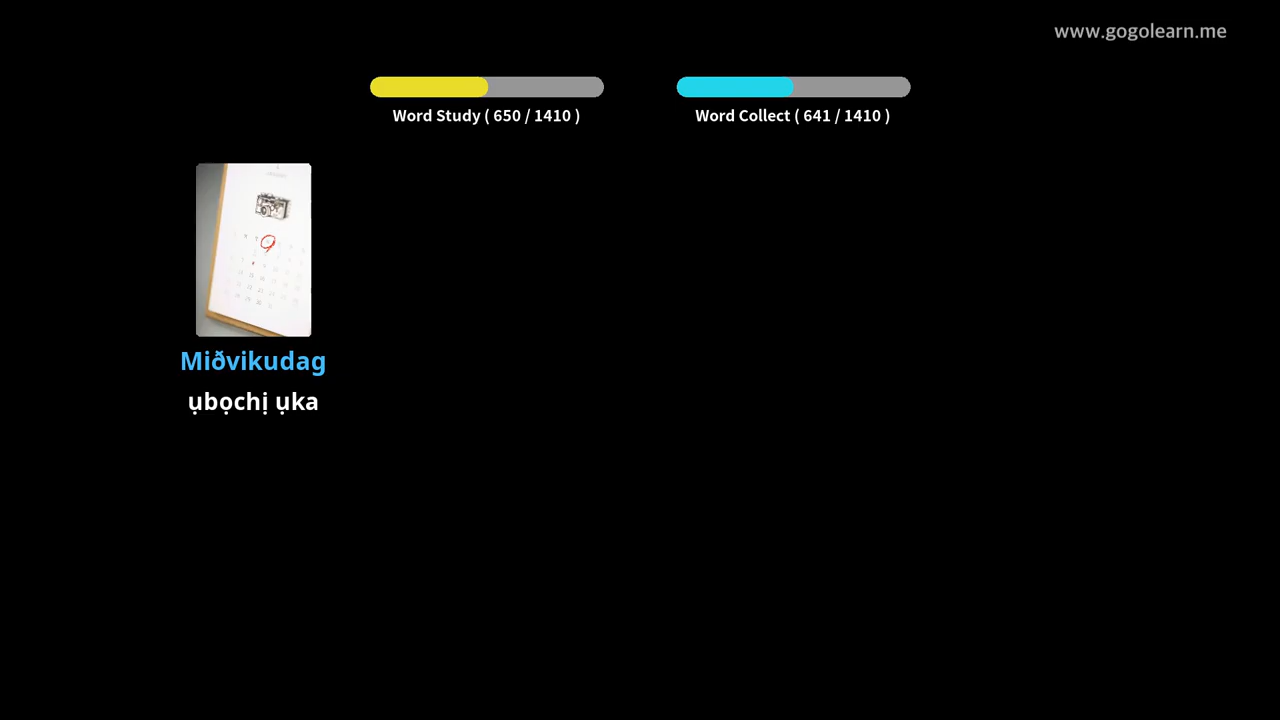 www.gogolearn.me
Word Study ( 650 / 1410 )
Word Collect ( 641 / 1410 )
Miðvikudag
ụbọchị ụka